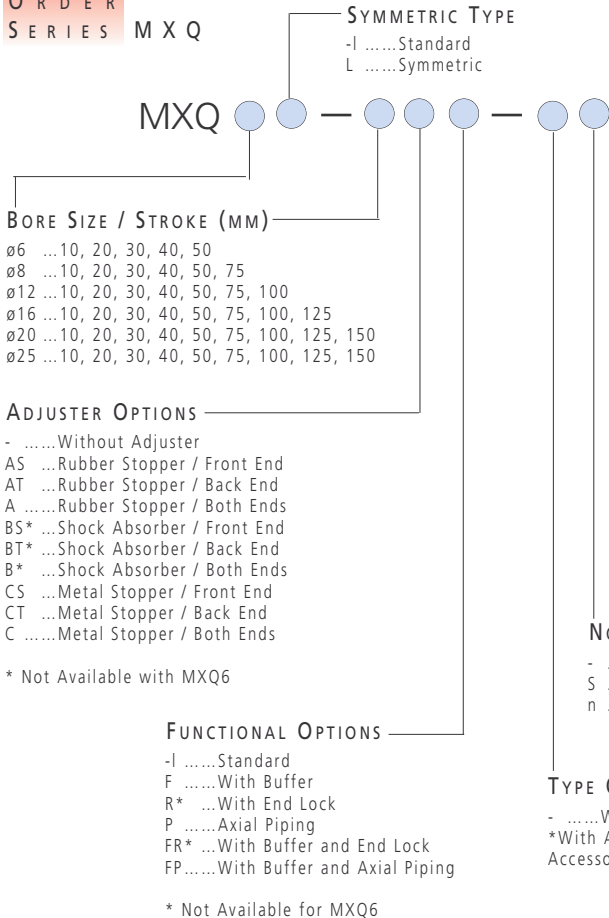 ORDER
SERIES MXQ
SYMMETRIC TYPE
-l ......Standard
L ......Symmetric
MXQ — —
BORE SIZE / STROKE (MM)
ø6 ...10, 20, 30, 40, 50
ø8 ...10, 20, 30, 40, 50, 75
ø12 ...10, 20, 30, 40, 50, 75, 100
ø16 ...10, 20, 30, 40, 50, 75, 100, 125
ø20 ...10, 20, 30, 40, 50, 75, 100, 125, 150
ø25 ...10, 20, 30, 40, 50, 75, 100, 125, 150
ADJUSTER OPTIONS
- ......Without Adjuster
AS ...Rubber Stopper / Front End
AT ...Rubber Stopper / Back End
A ......Rubber Stopper / Both Ends
BS* ...Shock Absorber / Front End
BT* ...Shock Absorber / Back End
B* ...Shock Absorber / Both Ends
CS ...Metal Stopper / Front End
CT ...Metal Stopper / Back End
C ......Metal Stopper / Both Ends
* Not Available with MXQ6
-
S
n
FUNCTIONAL OPTIONS
-l ......Standard
F ......With Buffer
R* ...With End Lock
P ......Axial Piping
FR* ...With Buffer and End Lock
FP......With Buffer and Axial Piping
* Not Available for MXQ6
TYPE
- ......
*With